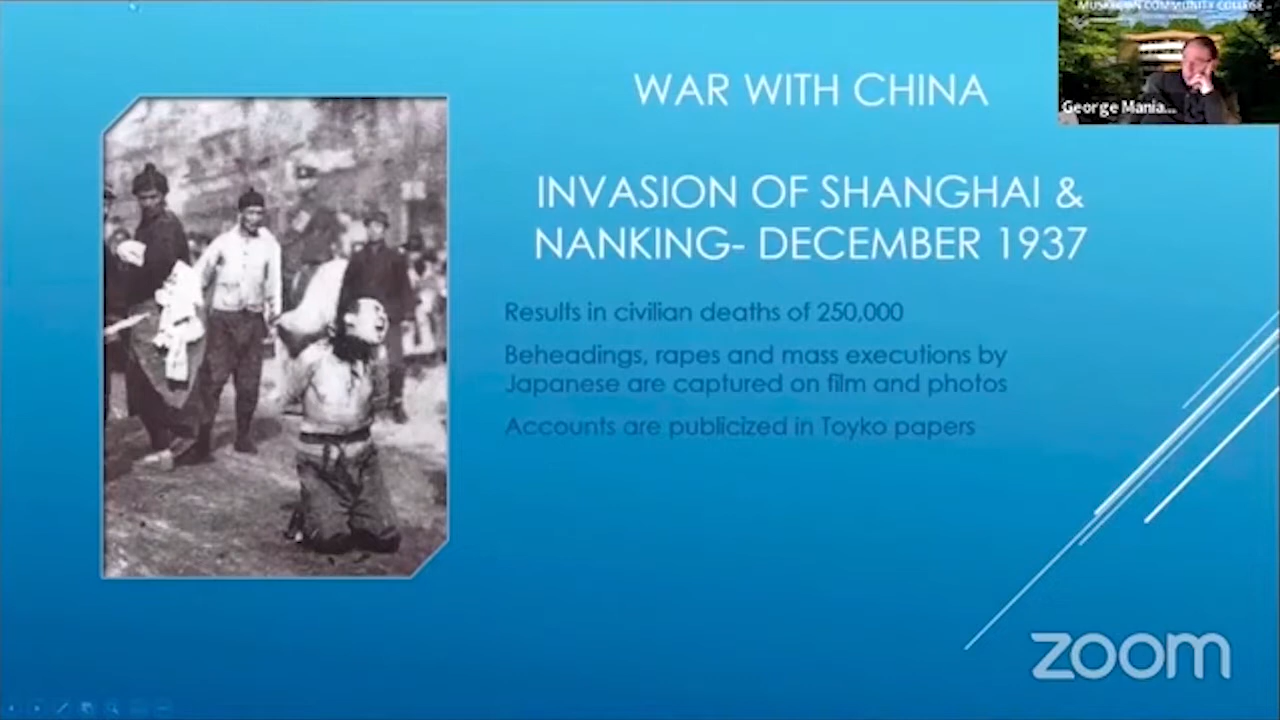 MUSKEGON COMMUNITY COLLEGE
George Mania...
WAR WITH CHINA
INVASION OF SHANGHAI &
NANKING- DECEMBER 1937
Results in civilian deaths of 250,000
Beheadings, rapes and mass executions by
Japanese are captured on film and photos
Accounts are publicized in Toyko papers
zoom